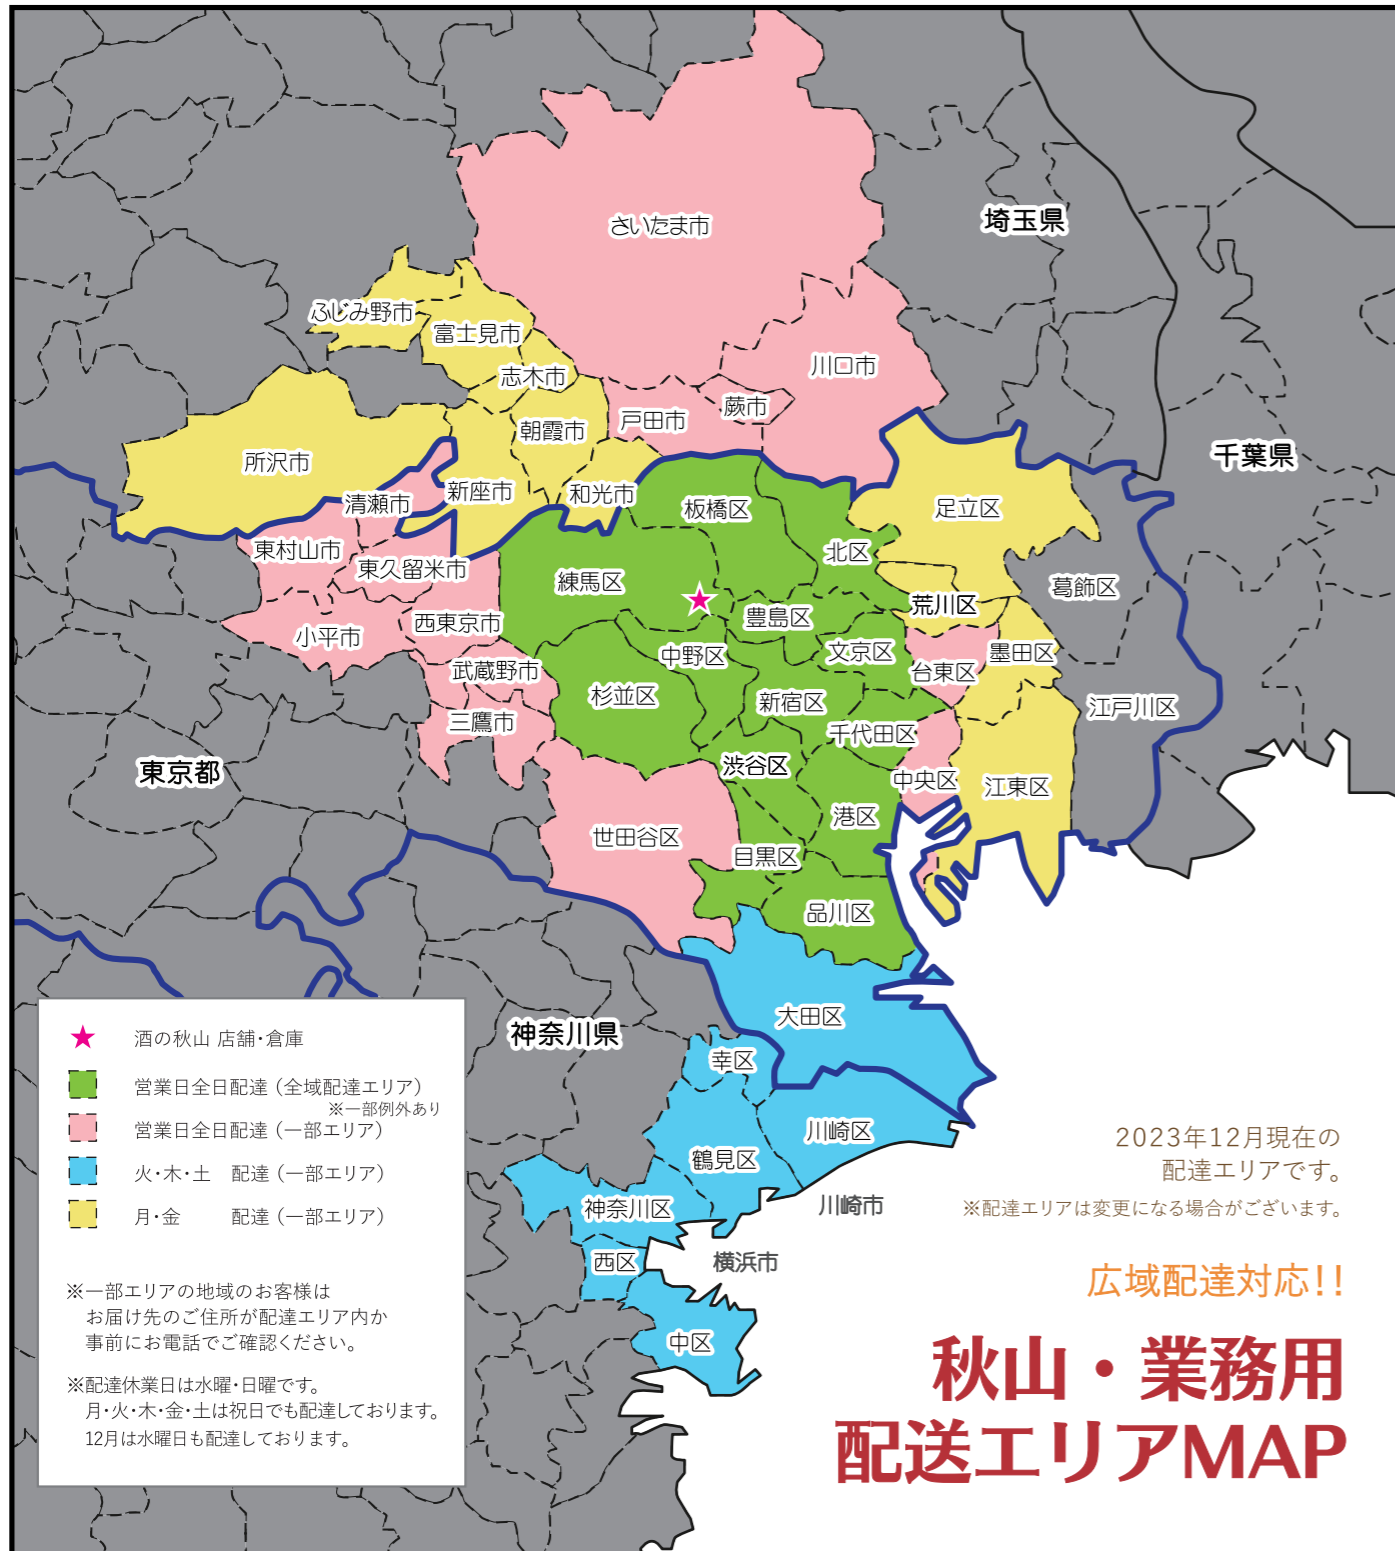 さいたま市
埼玉県
ふじみ野市
富士見市
川口市
志木市
蕨市
戸田市
朝霞市
千葉県
所沢市
新座市
和光市
清瀬市
板橋区
足立区
東村山市
東久留米市
練馬区
北区
葛飾区
荒川区
豊島区
小平市
西東京市
文京区
墨田区
中野区
武蔵野市
台東区
杉並区
新宿区
江戸川区
三鷹市
千代田区
東京都
渋谷区
中央区
江東区
港区
世田谷区
目黒区
品川区
大田区
神奈川県
幸区
川崎区
鶴見区
神奈川区
川崎市
西区
横浜市
中区
★ 酒の秋山 店舗・倉庫
営業日全日配達（全域配達エリア）
※一部例外あり
営業日全日配達（一部エリア）
火・木・土 配達（一部エリア）
月・金 配達（一部エリア）
※一部エリアの地域のお客様は
お届け先のご住所が配達エリア内か
事前にお電話でご確認ください。
※配達休業日は水曜・日曜です。
月・火・木・金・土は祝日でも配達しております。
12月は水曜日も配達しております。
2023年12月現在の
配達エリアです。
※配達エリアは変更になる場合がございます。
広域配達対応!!
秋山・業務用
配送エリアMAP